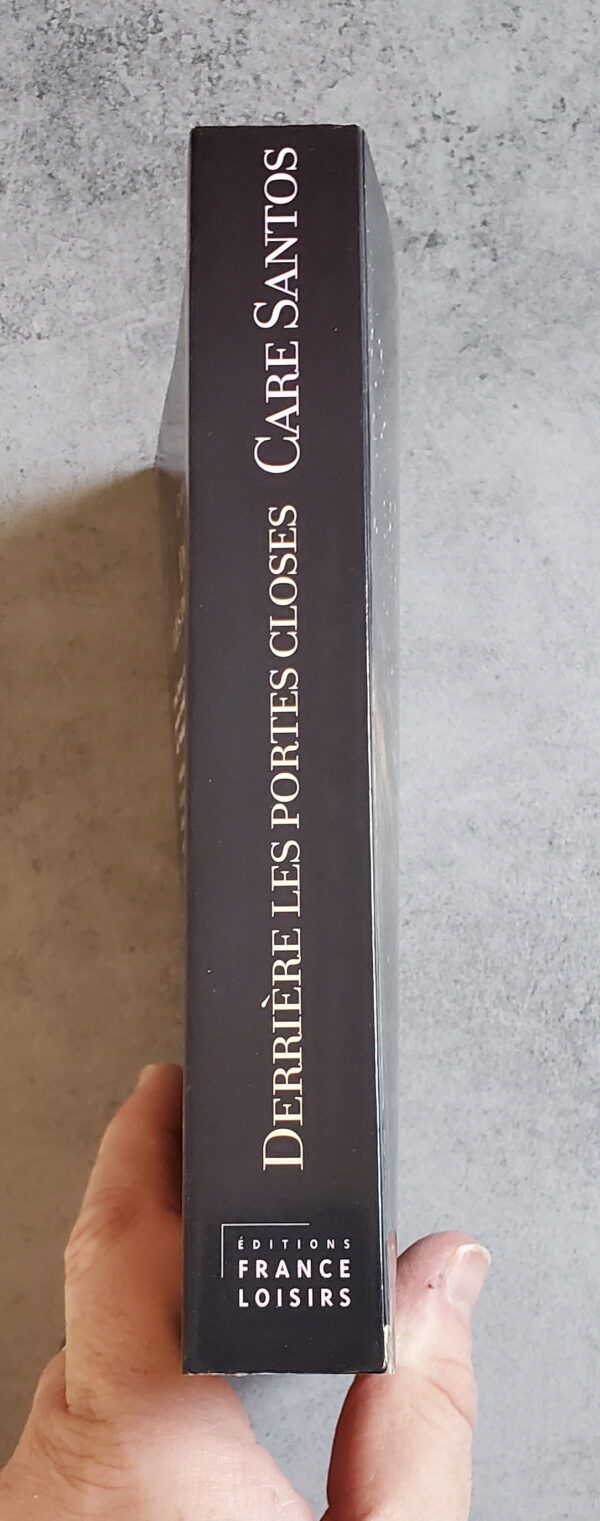 CARE SANTOS
DERRIÈRE LES PORTES CLOSES
ÉDITIONS
FRANCE
LOISIRS